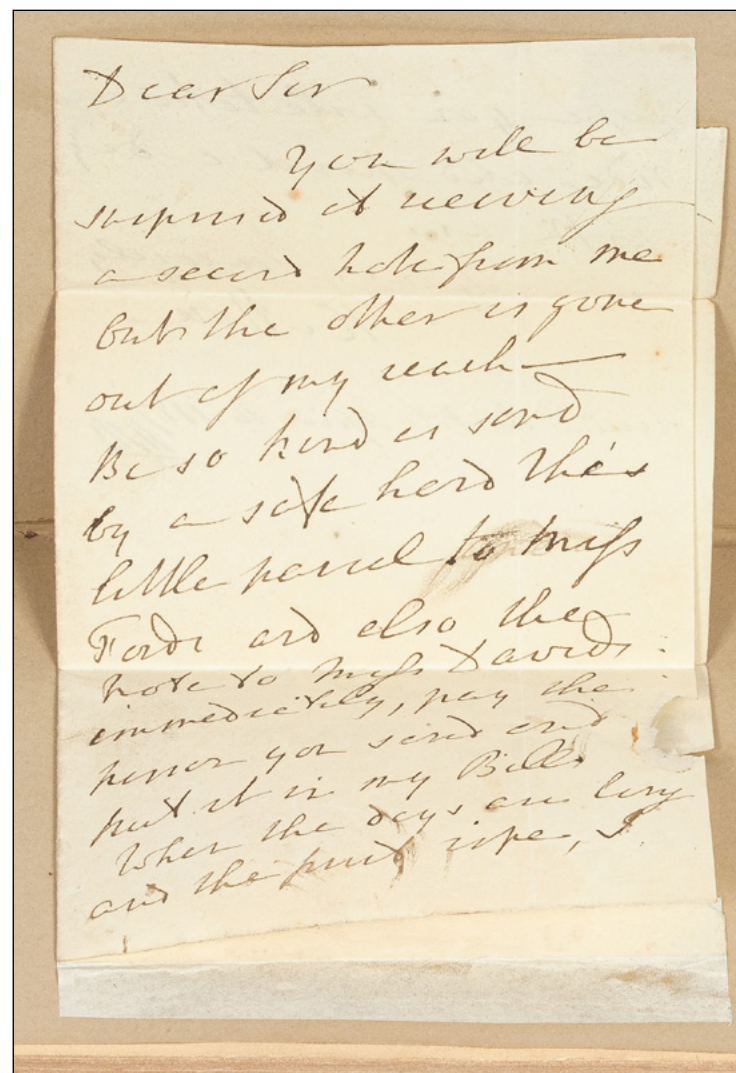 Dear Sir
You will be
surprised at receiving
a second note from me
but the other is gone
out of my reach—
Be so kind as send
by a safe hand this
little parcel to Miss
Forde and also the
note to Miss Davids
immediately, pay the
person you send and
put it in my Bill
When the days are long
and the fruit ripe, I